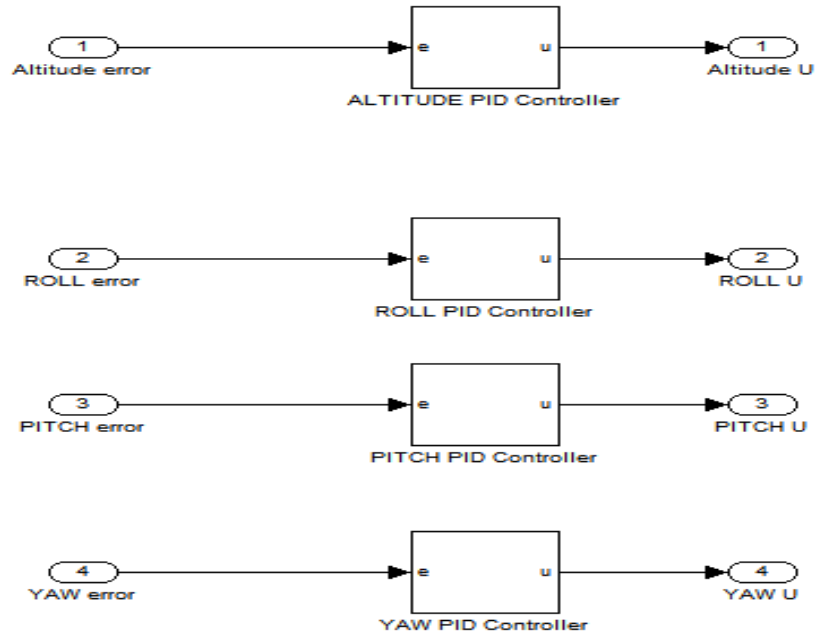 1
e
u
1
Altitude error
Altitude U
ALTITUDE PID Controller
2
e
u
2
ROLL error
ROLL U
ROLL PID Controller
3
e
u
3
PITCH error
PITCH U
PITCH PID Controller
4
e
u
4
YAW error
YAW U
YAW PID Controller